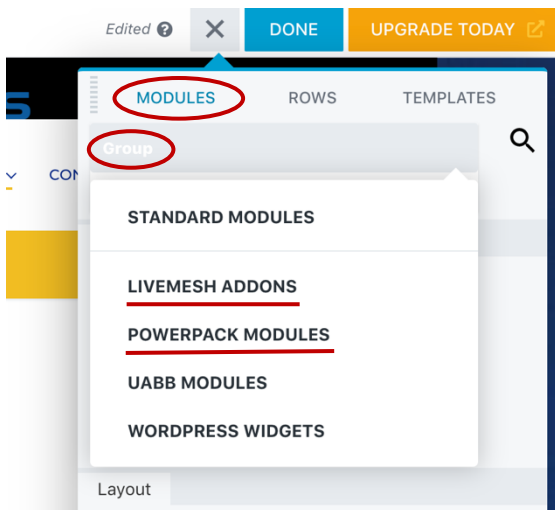 Edited ? × DONE UPGRADE TODAY
S
MODULES ROWS TEMPLATES
Group
CON
STANDARD MODULES
LIVEMESH ADDONS
POWERPACK MODULES
UABB MODULES
WORDPRESS WIDGETS
Layout